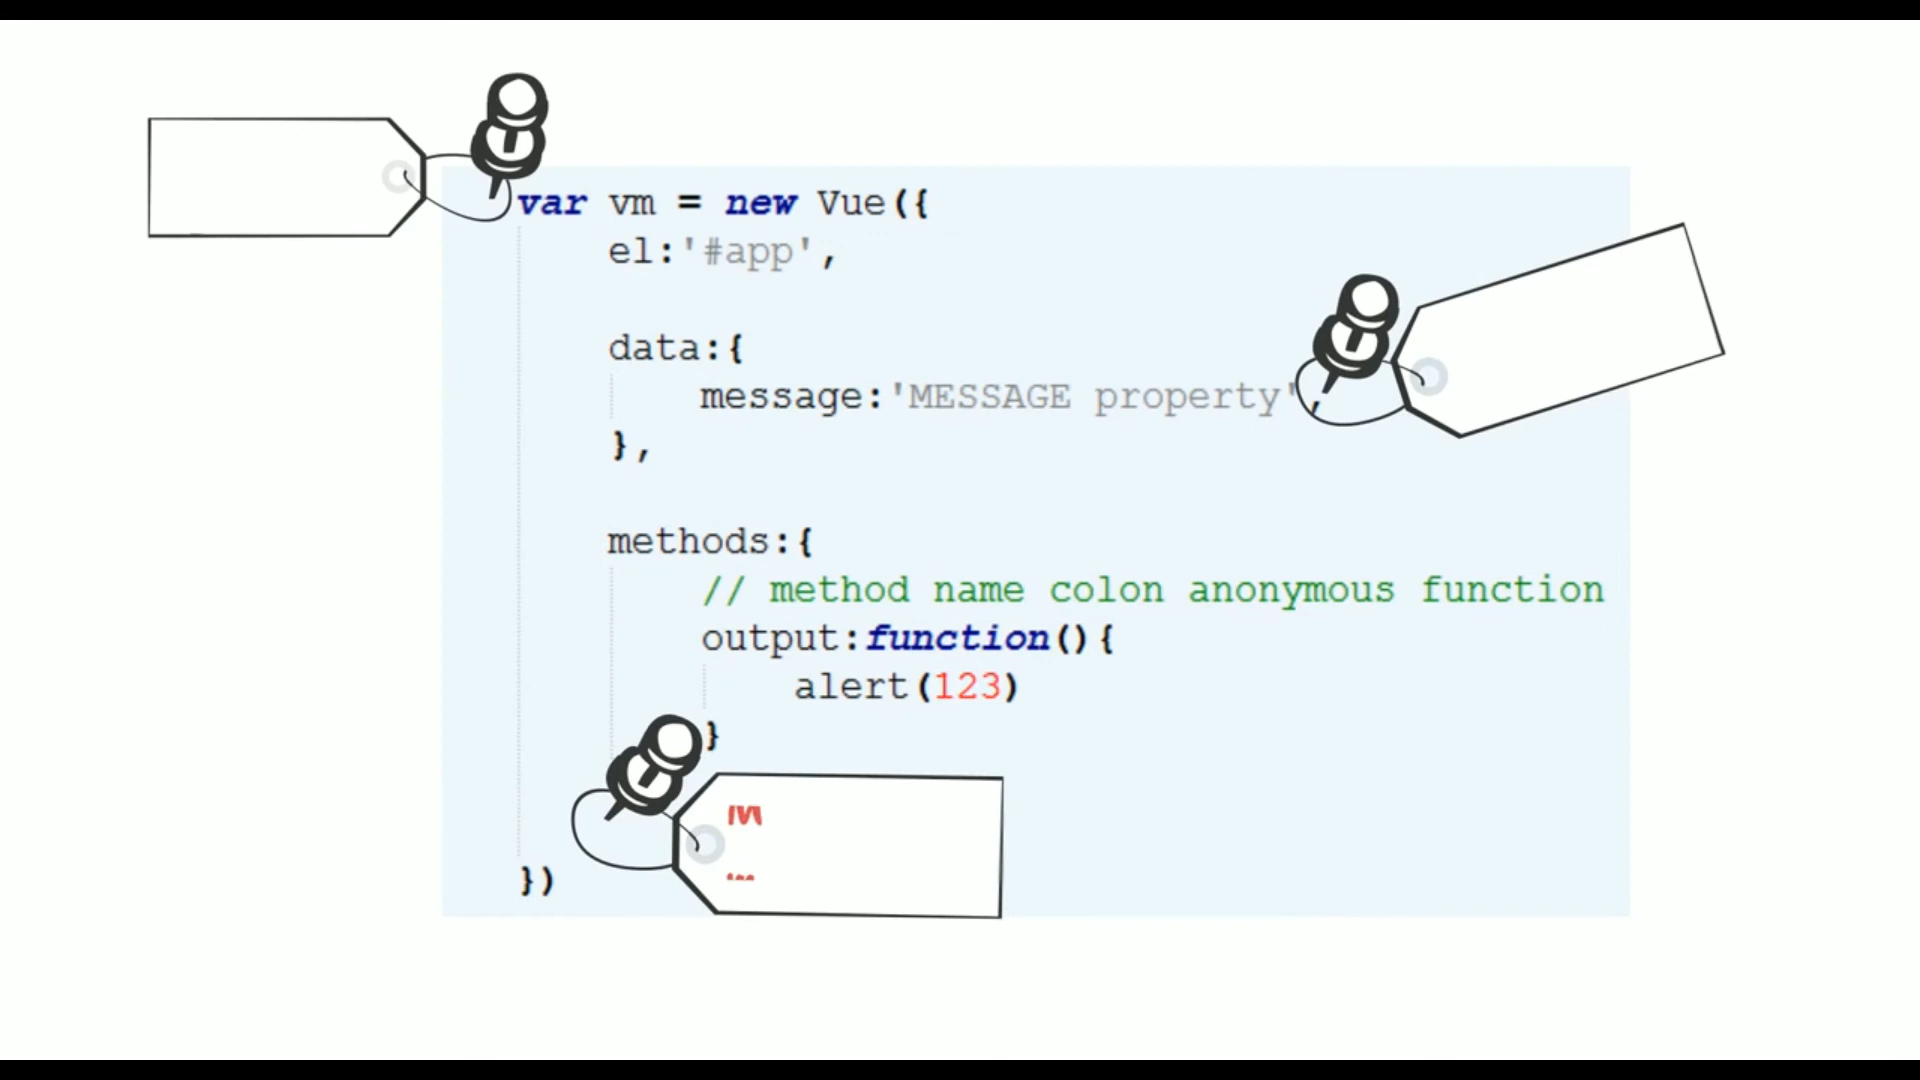 var vm = new Vue({
el:'#app',
data:{
message:'MESSAGE property',
},
methods:{
// method name colon anonymous function
output:function(){
alert(123)
}
})